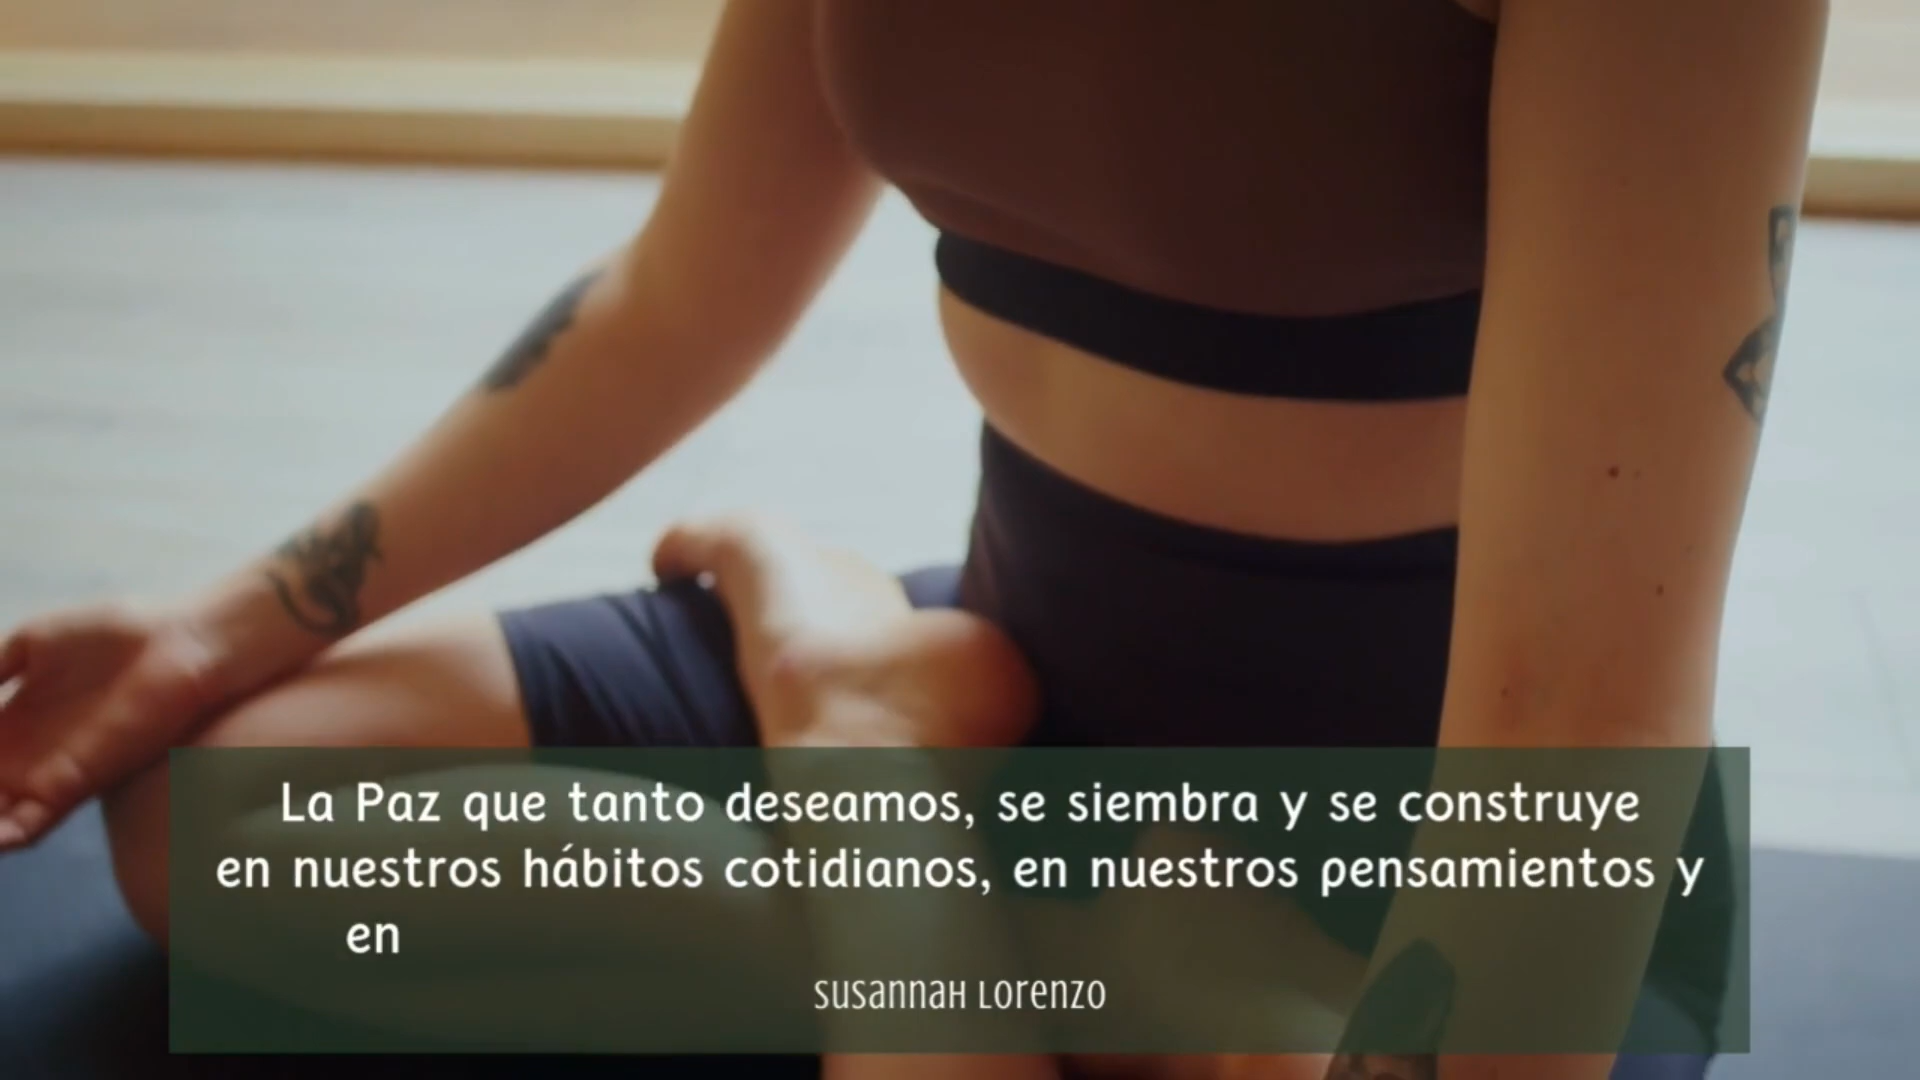 La Paz que tanto deseamos, se siembra y se construye
en nuestros hábitos cotidianos, en nuestros pensamientos y
en
Susannah Lorenzo